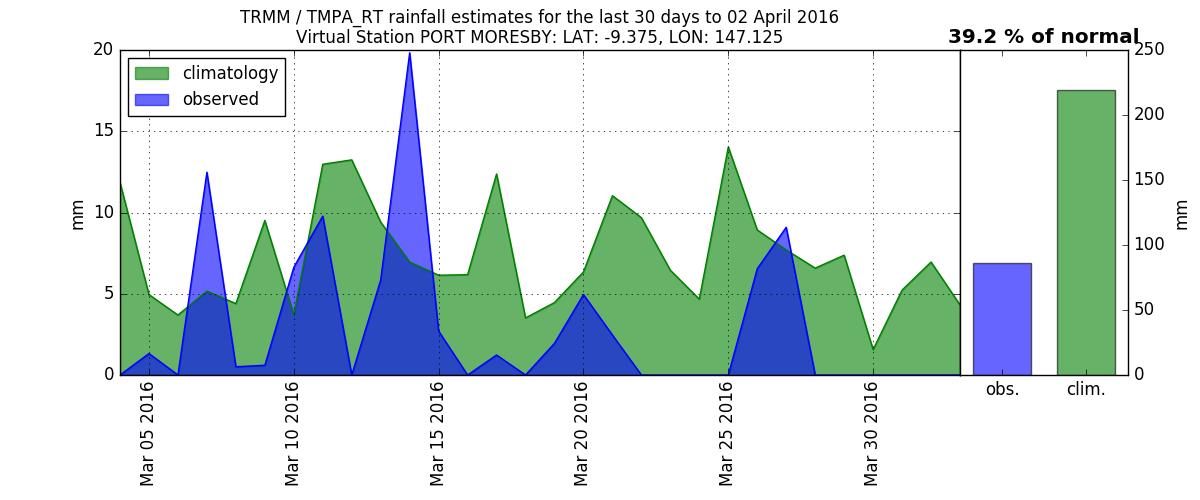 TRMM / TMPA_RT rainfall estimates for the last 30 days to 02 April 2016
Virtual Station PORT MORESBY: LAT: -9.375, LON: 147.125
39.2 % of normal
climatology
observed
20
15
10
5
0
mm
Mar 05 2016
Mar 10 2016
Mar 15 2016
Mar 20 2016
Mar 25 2016
Mar 30 2016
obs.
clim.
250
200
150
100
50
0
mm